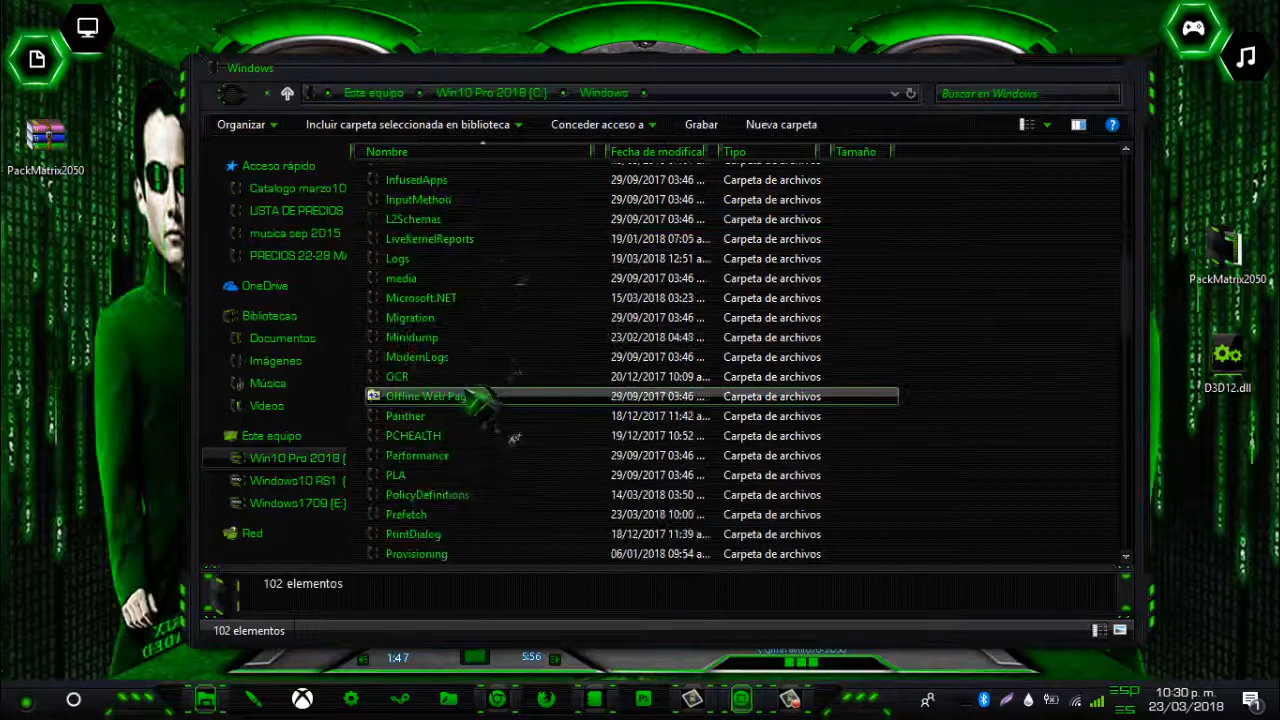 Windows
Este equipo Win10 Pro 2018 (C:) Windows
Buscar en Windows
Organizar Incluir carpeta seleccionada en biblioteca Conceder acceso a Grabar Nueva carpeta
Nombre Fecha de modifica Tipo Tamaño
PackMatrix2050
PackMatrix2050
D3D12.dll
Acceso rápido
Catalogo marzo10
LISTA DE PRECIOS
musica sep 2015
PRECIOS 22-28 MA
OneDrive
Bibliotecas
Documentos
Imágenes
Música
Videos
Este equipo
Win10 Pro 2018 (
Windows10 RS1 (
Windows1709 (E:)
Red
InfusedApps 29/09/2017 03:46 ... Carpeta de archivos
InputMethod 29/09/2017 03:46 ... Carpeta de archivos
L2Schemas 29/09/2017 03:46 ... Carpeta de archivos
LiveKernelReports 19/01/2018 07:05 a... Carpeta de archivos
Logs 19/03/2018 12:51 a... Carpeta de archivos
media 29/09/2017 03:46 ... Carpeta de archivos
Microsoft.NET 15/03/2018 03:23 ... Carpeta de archivos
Migration 29/09/2017 03:46 ... Carpeta de archivos
Minidump 23/02/2018 04:48 ... Carpeta de archivos
ModemLogs 29/09/2017 03:46 ... Carpeta de archivos
OCR 20/12/2017 10:09 a... Carpeta de archivos
Offline Web Pag 29/09/2017 03:46 ... Carpeta de archivos
Panther 18/12/2017 11:42 a... Carpeta de archivos
PCHEALTH 19/12/2017 10:52 ... Carpeta de archivos
Performance 29/09/2017 03:46 ... Carpeta de archivos
PLA 29/09/2017 03:46 ... Carpeta de archivos
PolicyDefinitions 14/03/2018 03:50 ... Carpeta de archivos
Prefetch 23/03/2018 10:00 ... Carpeta de archivos
PrintDialog 18/12/2017 11:39 a... Carpeta de archivos
Provisioning 06/01/2018 09:54 a... Carpeta de archivos
102 elementos
102 elementos
1:47 5:56
ESP
ES
10:30 p. m.
23/03/2018
1